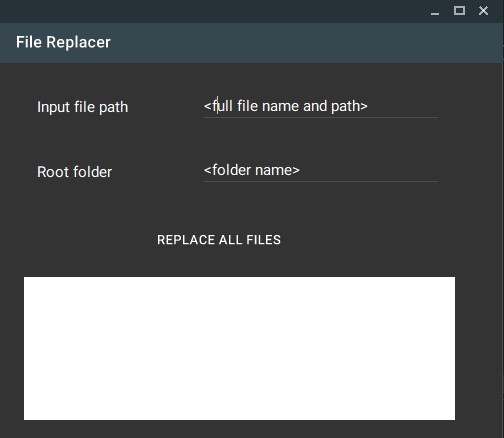 File Replacer
Input file path
<full file name and path>
Root folder
<folder name>
REPLACE ALL FILES